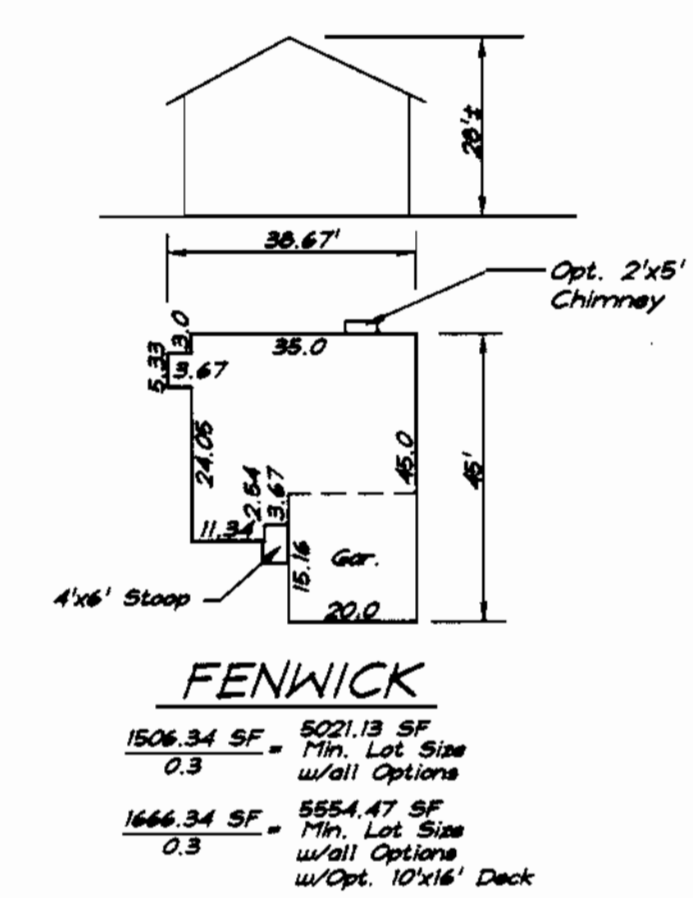 28'±
38.67'
Opt. 2'x5'
Chimney
3.0
35.0
5.33
3.67
24.05
45.0
45'
2.54
3.67
11.34
15.16
Gar.
4'x6' Stoop
20.0
FENWICK
1506.34 SF = 5021.13 SF
0.3 Min. Lot Size
w/all Options
1666.34 SF = 5554.47 SF
0.3 Min. Lot Size
w/all Options
w/Opt. 10'x16' Deck